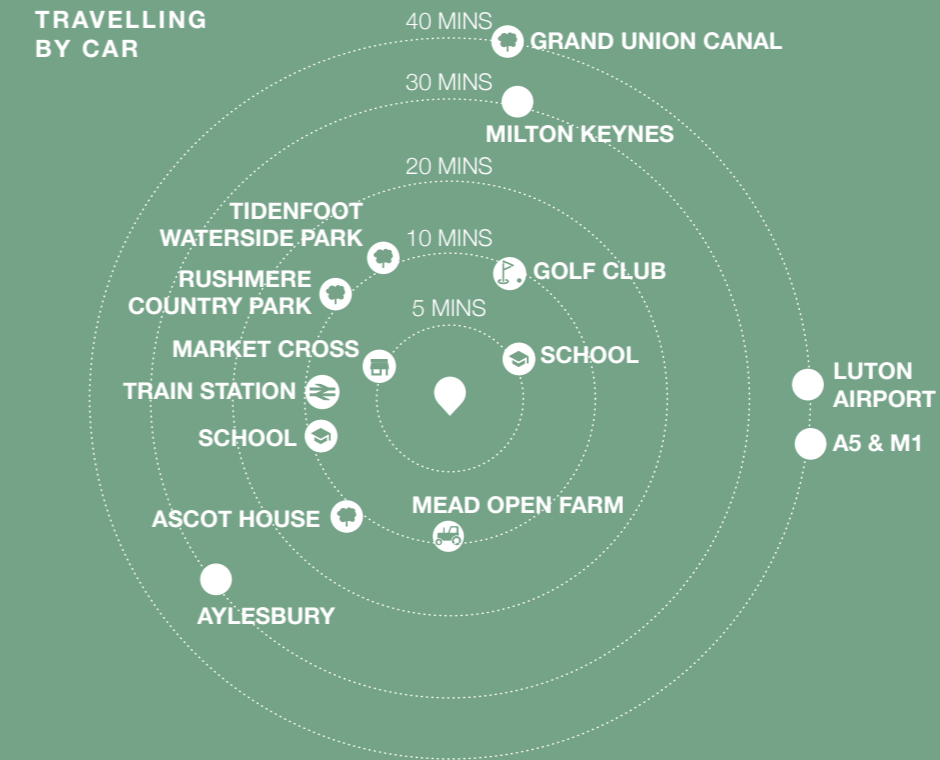 TRAVELLING
BY CAR
40 MINS
GRAND UNION CANAL
30 MINS
MILTON KEYNES
20 MINS
TIDENFOOT
WATERSIDE PARK
10 MINS
GOLF CLUB
RUSHMERE
COUNTRY PARK
5 MINS
MARKET CROSS
SCHOOL
TRAIN STATION
LUTON
AIRPORT
SCHOOL
A5 & M1
ASCOT HOUSE
MEAD OPEN FARM
AYLESBURY